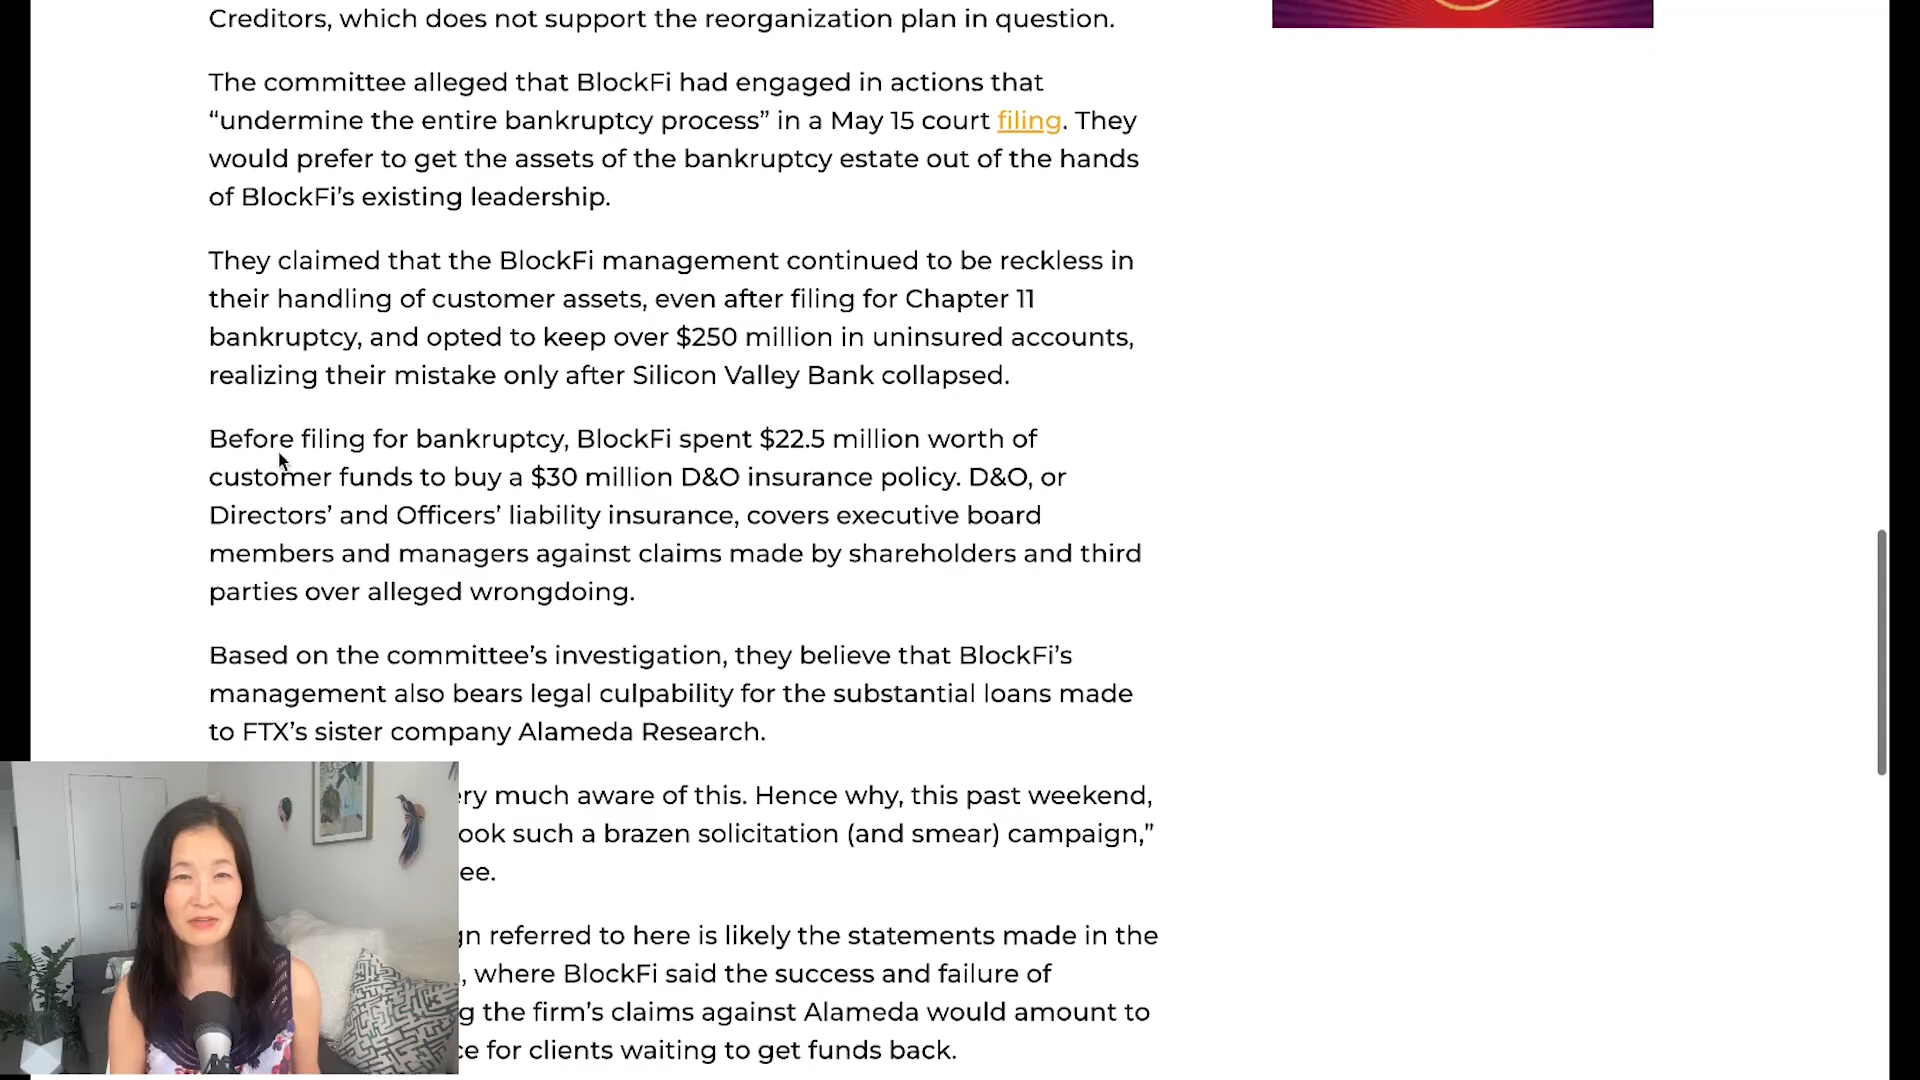 Creditors, which does not support the reorganization plan in question.
The committee alleged that BlockFi had engaged in actions that
“undermine the entire bankruptcy process” in a May 15 court filing. They
would prefer to get the assets of the bankruptcy estate out of the hands
of BlockFi’s existing leadership.
They claimed that the BlockFi management continued to be reckless in
their handling of customer assets, even after filing for Chapter 11
bankruptcy, and opted to keep over $250 million in uninsured accounts,
realizing their mistake only after Silicon Valley Bank collapsed.
Before filing for bankruptcy, BlockFi spent $22.5 million worth of
customer funds to buy a $30 million D&O insurance policy. D&O, or
Directors’ and Officers’ liability insurance, covers executive board
members and managers against claims made by shareholders and third
parties over alleged wrongdoing.
Based on the committee’s investigation, they believe that BlockFi’s
management also bears legal culpability for the substantial loans made
to FTX’s sister company Alameda Research.
ry much aware of this. Hence why, this past weekend,
ook such a brazen solicitation (and smear) campaign,”
ee.
gn referred to here is likely the statements made in the
, where BlockFi said the success and failure of
g the firm’s claims against Alameda would amount to
ce for clients waiting to get funds back.